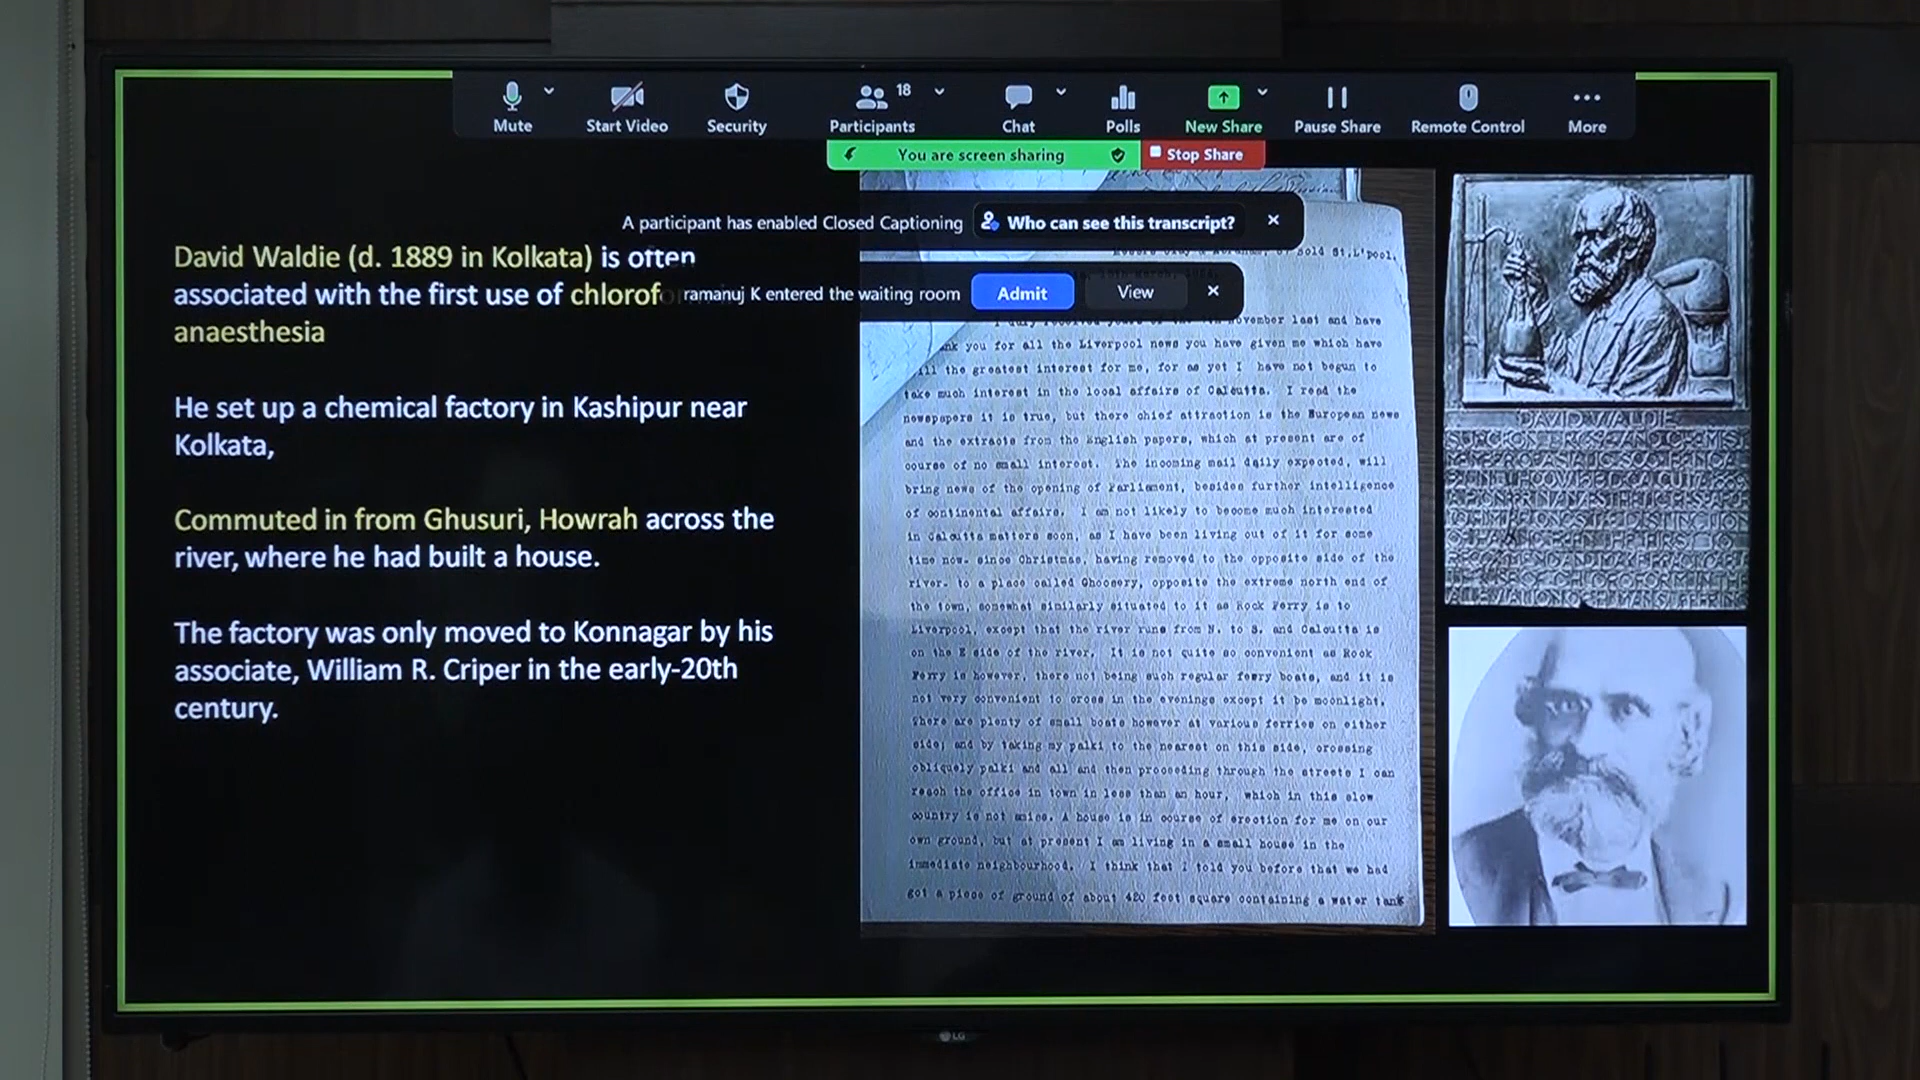 Mute
Start Video
Security
18
Participants
Chat
Polls
New Share
Pause Share
Remote Control
More
You are screen sharing
Stop Share
A participant has enabled Closed Captioning
Who can see this transcript?
ramanuj K entered the waiting room
Admit
View
David Waldie (d. 1889 in Kolkata) is often
associated with the first use of chlorof
anaesthesia
He set up a chemical factory in Kashipur near
Kolkata,
Commuted in from Ghusuri, Howrah across the
river, where he had built a house.
The factory was only moved to Konnagar by his
associate, William R. Criper in the early-20th
century.
old St,L'pool,
November last and have
you for all the Liverpool news you have given me which have
the greatest interest for me, for as yet I have not begun to
take much interest in the local affairs of Calcutta. I read the
newspapers it is true, but there chief attraction is the European news
and the extracts from the English papers, which at present are of
course of no small interest. The incoming mail daily expected, will
bring news of the opening of Parliament, besides further intelligence
of continental affairs. I am not likely to become much interested
in Calcutta matters soon, as I have been living out of it for some
time now. since Christmas, having removed to the opposite side of the
river. to a place called Ghoosery, opposite the extreme north end of
the town, somewhat similarly situated to it as Rock Ferry is to
Liverpool, except that the river runs from N. to S. and Calcutta is
on the E side of the river. It is not quite so convenient as Rock
Ferry is however, there not being such regular ferry boats, and it is
not very convenient to cross in the evenings except it be moonlight.
There are plenty of small boats however at various ferries on either
side; and by taking my palki to the nearest on this side, crossing
obliquely palki and all and then proceeding through the streets I can
reach the office in town in less than an hour, which in this slow
country is not amiss. A house is in course of erection for me on our
own ground, but at present I am living in a small house in the
immediate neighbourhood. I think that I told you before that we had
got a piece of ground of about 420 feet square containing a water tank
DAVID WALDIE
LG